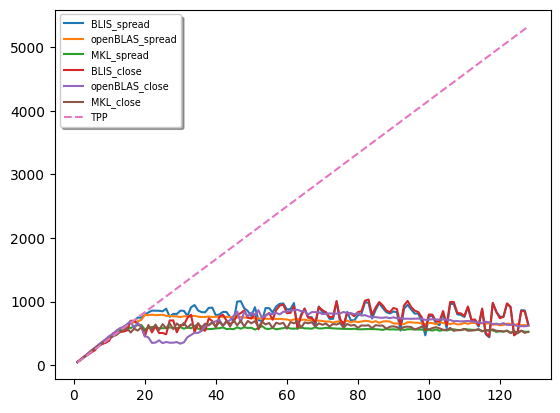 BLIS_spread
openBLAS_spread
MKL_spread
BLIS_close
openBLAS_close
MKL_close
TPP
5000
4000
3000
2000
1000
0
0 20 40 60 80 100 120